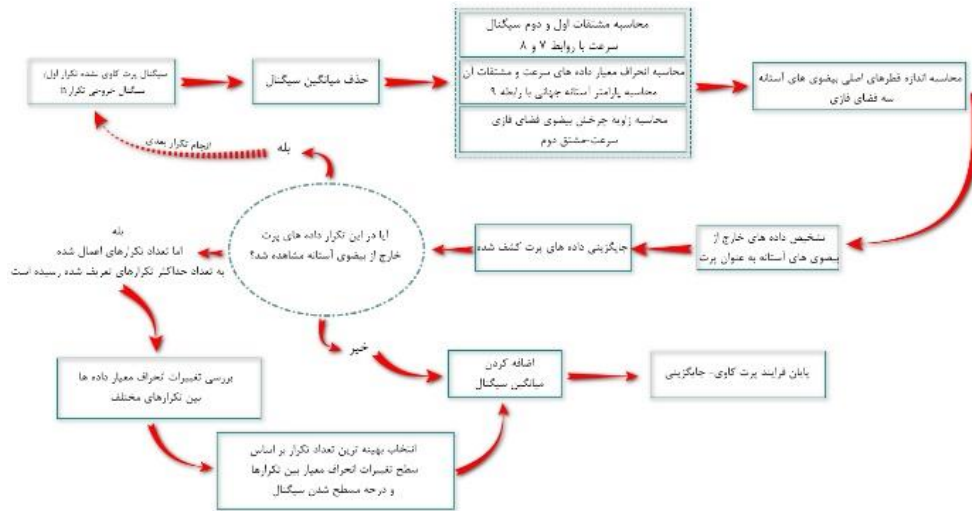 سیگنال پرت کاوی نشده تکرار اول/
سیگنال خروجی تکرار n
حذف میانگین سیگنال
محاسبه مشتقات اول و دوم سیگنال
سرعت با روابط ۷ و ۸
محاسبه انحراف معیار داده های سرعت و مشتقات آن
محاسبه پارامتر آستانه جهانی با رابطه ۹
محاسبه زاویه چرخش بیضوی فضای فازی
سرعت-مشتق دوم
محاسبه اندازه قطرهای اصلی بیضوی های آستانه
سه فضای فازی
تشخیص داده های خارج از
بیضوی های آستانه به عنوان پرت
جایگزینی داده های پرت کشف شده
آیا در این تکرار داده های پرت
خارج از بیضوی آستانه مشاهده شد؟
بله
انجام تکرار بعدی
بله
اما تعداد تکرارهای اعمال شده
به تعداد حداکثر تکرارهای تعریف شده رسیده است
خیر
بررسی تغییرات انحراف معیار داده ها
بین تکرارهای مختلف
انتخاب بهینه ترین تعداد تکرار بر اساس
سطح تغییرات انحراف معیار بین تکرارها
و درجه مسطح شدن سیگنال
اضافه کردن
میانگین سیگنال
پایان فرایند پرت کاوی- جایگزینی